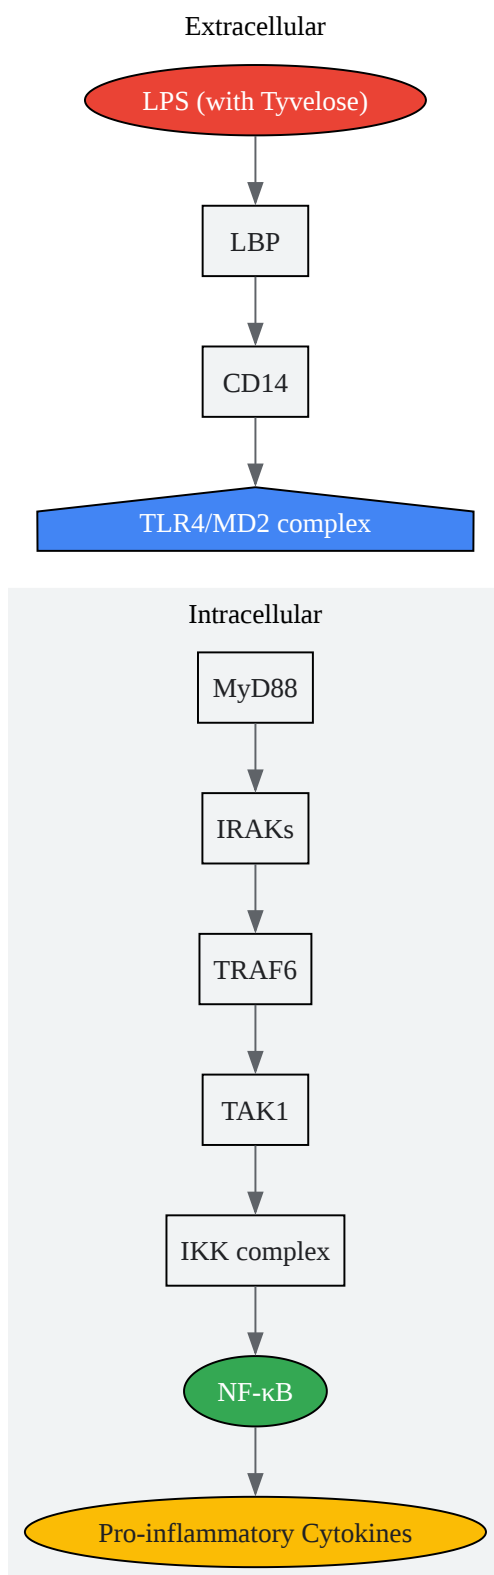 Extracellular
LPS (with Tyvelose)
LBP
CD14
TLR4/MD2 complex
Intracellular
MyD88
IRAKs
TRAF6
TAK1
IKK complex
NF-κB
Pro-inflammatory Cytokines